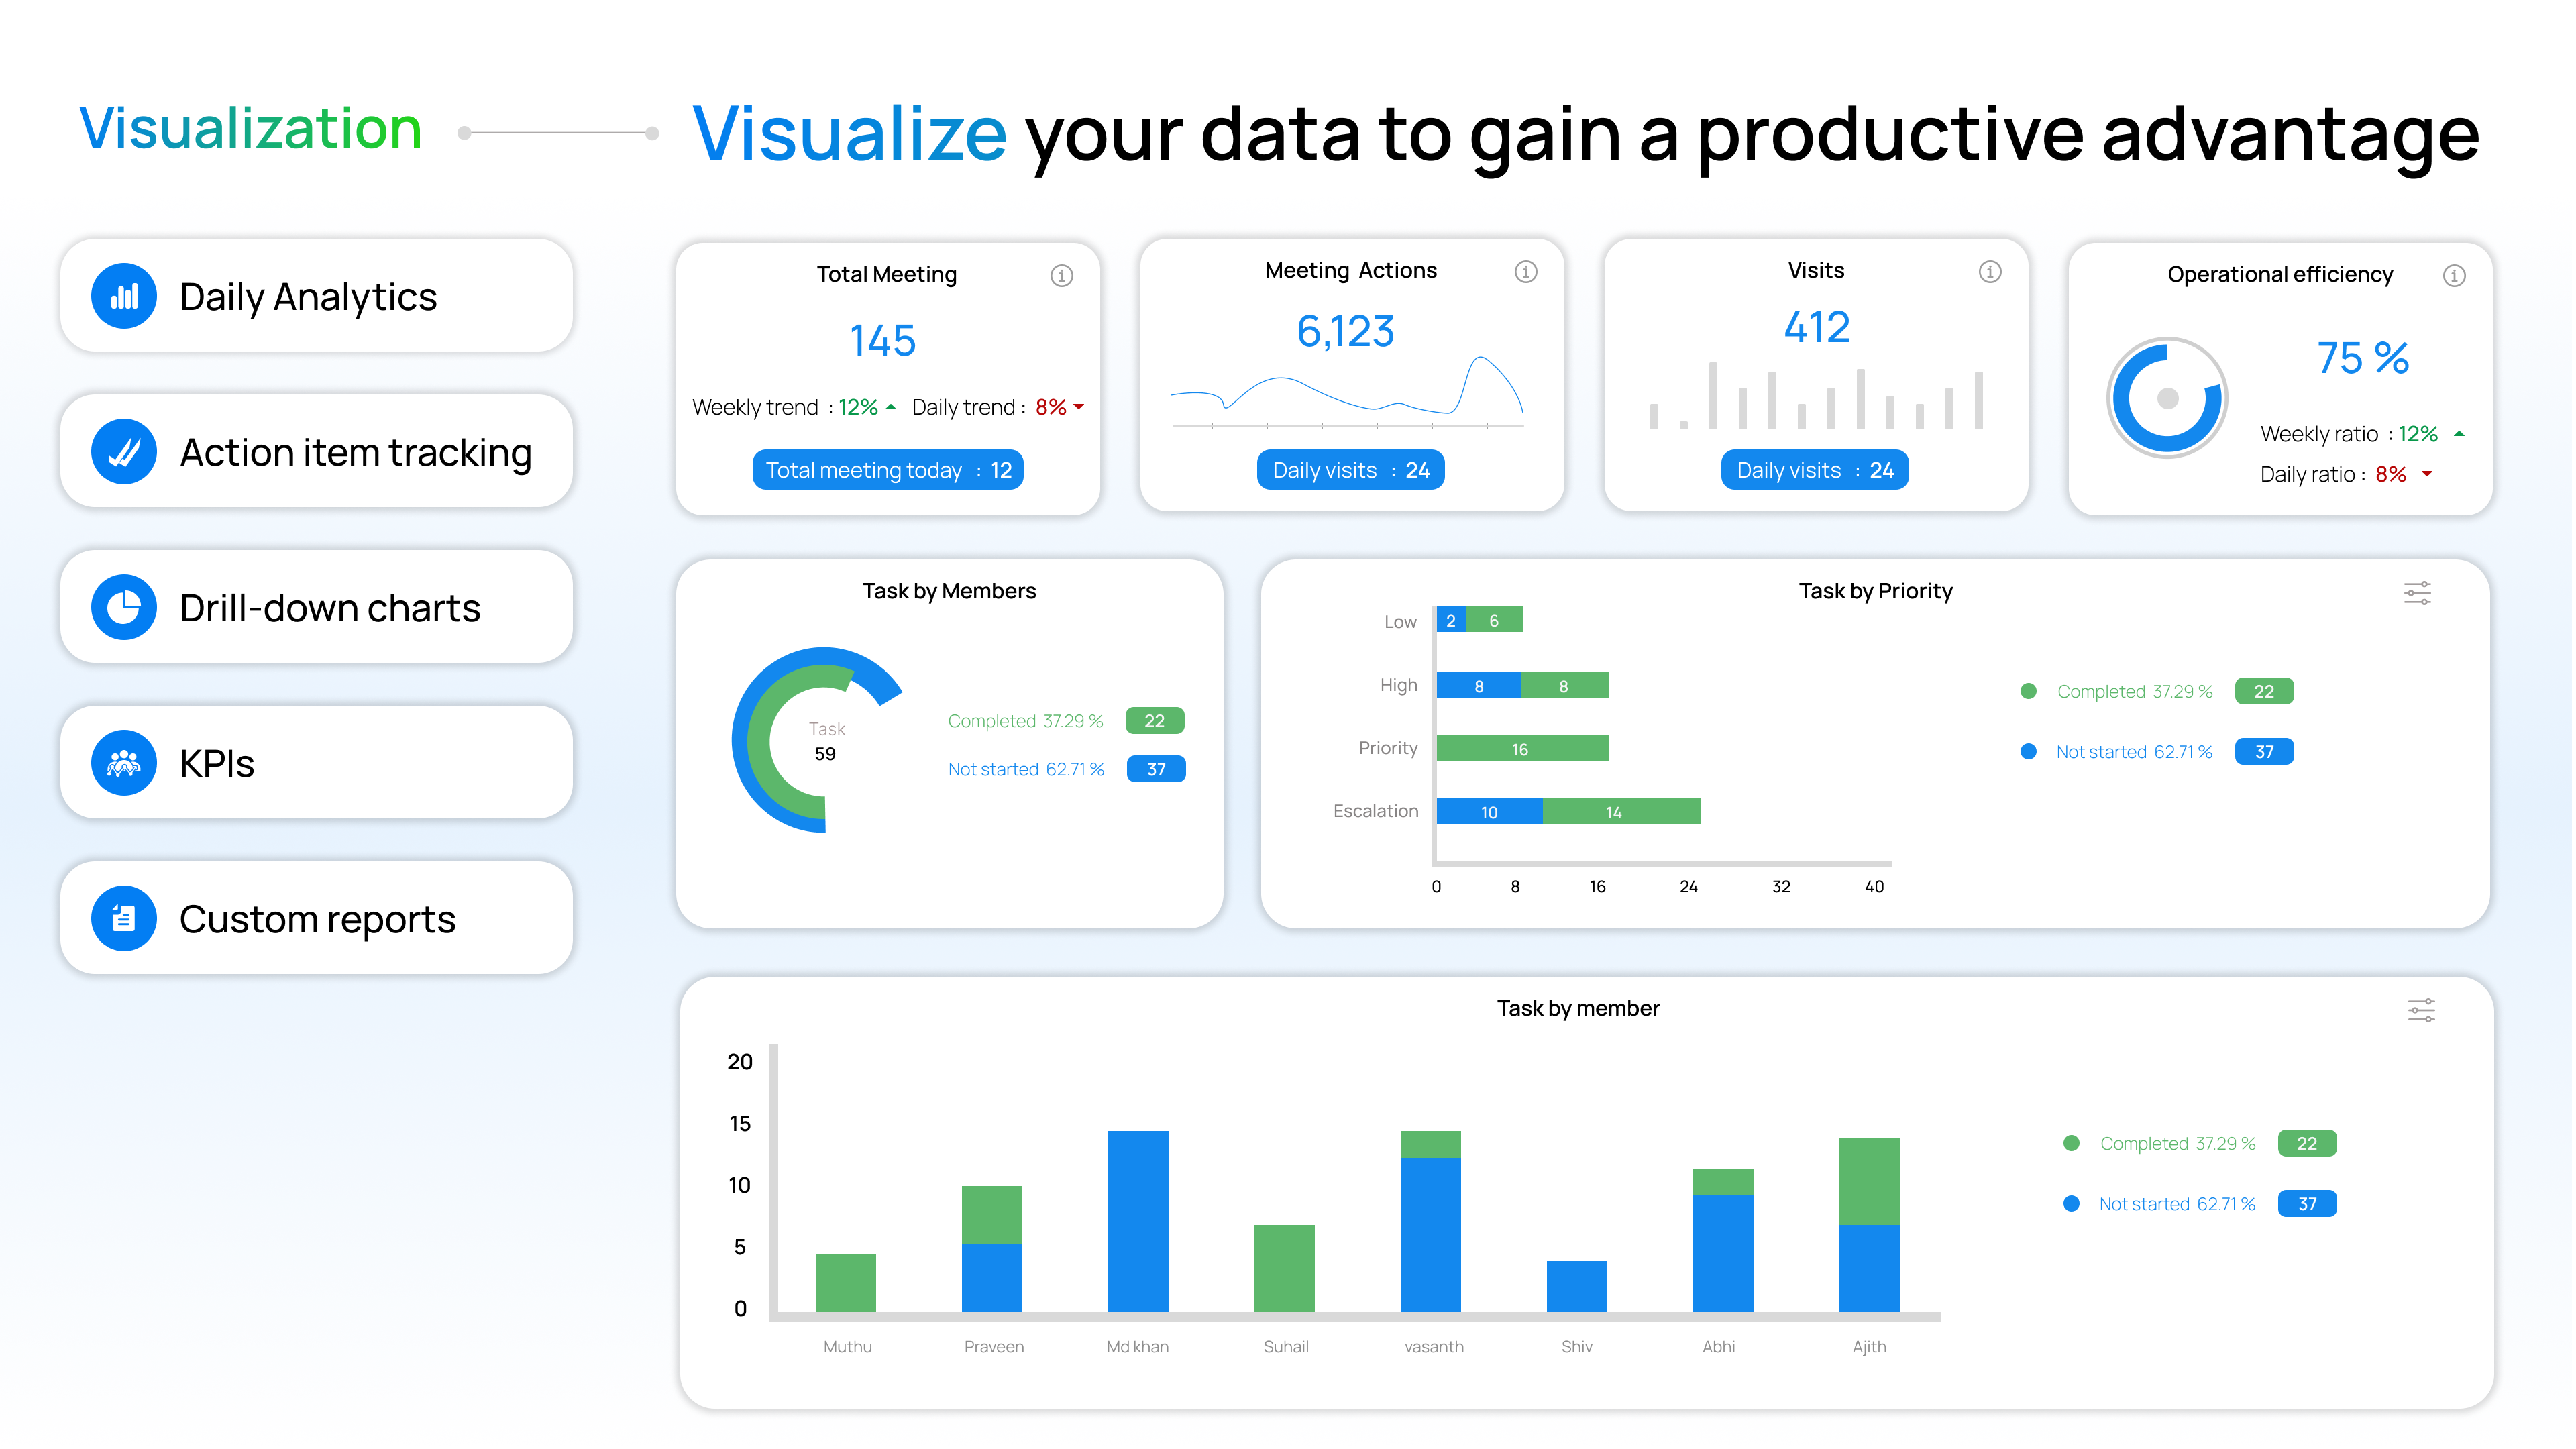 Visualization
Visualize your data to gain a productive advantage
Daily Analytics
Action item tracking
Drill-down charts
KPIs
Custom reports
Total Meeting
145
Weekly trend : 12% Daily trend : 8%
Total meeting today : 12
Meeting Actions
6,123
Daily visits : 24
Visits
412
Daily visits : 24
Operational efficiency
75 %
Weekly ratio : 12%
Daily ratio : 8%
Task by Members
Task
59
Completed 37.29 % 22
Not started 62.71 % 37
Task by Priority
Low 2 6
High 8 8
Priority 16
Escalation 10 14
0 8 16 24 32 40
Completed 37.29 % 22
Not started 62.71 % 37
Task by member
20
15
10
5
0
Muthu Praveen Md khan Suhail vasanth Shiv Abhi Ajith
Completed 37.29 % 22
Not started 62.71 % 37